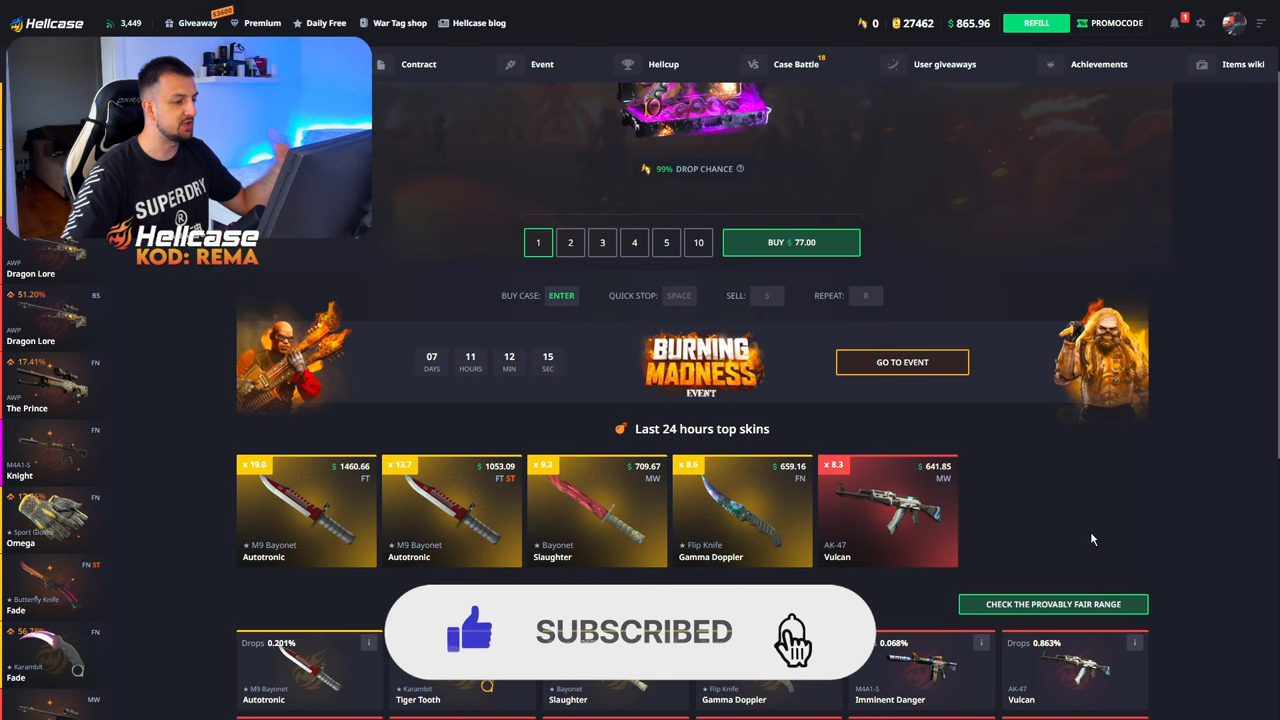 Hellcase
3,449
Giveaway
$3600
Premium
Daily Free
War Tag shop
Hellcase blog
0
27462
$ 865.96
REFILL
PROMOCODE
1
Contract
Event
Hellcup
VS
Case Battle
18
User giveaways
Achievements
Items wiki
SUPERDRY
Hellcase
KOD: REMA
99% DROP CHANCE
1
2
3
4
5
10
BUY $ 77.00
BUY CASE: ENTER
QUICK STOP: SPACE
SELL: S
REPEAT: R
AWP
Dragon Lore
51.20%
BS
AWP
Dragon Lore
17.41%
FN
AWP
The Prince
FN
M4A1-S
Knight
FN
★ Sport Gloves
Omega
FN ST
★ Butterfly Knife
Fade
FN
★ Karambit
Fade
MW
07
DAYS
11
HOURS
12
MIN
15
SEC
BURNING
MADNESS
EVENT
GO TO EVENT
Last 24 hours top skins
x 19.0
$ 1460.66
FT
★ M9 Bayonet
Autotronic
x 13.7
$ 1053.09
FT ST
★ M9 Bayonet
Autotronic
x 9.2
$ 709.67
MW
★ Bayonet
Slaughter
x 8.6
$ 659.16
FN
★ Flip Knife
Gamma Doppler
x 8.3
$ 641.85
MW
AK-47
Vulcan
CHECK THE PROVABLY FAIR RANGE
SUBSCRIBED
Drops 0.201%
★ M9 Bayonet
Autotronic
★ Karambit
Tiger Tooth
★ Bayonet
Slaughter
★ Flip Knife
Gamma Doppler
0.068%
M4A1-S
Imminent Danger
Drops 0.863%
AK-47
Vulcan